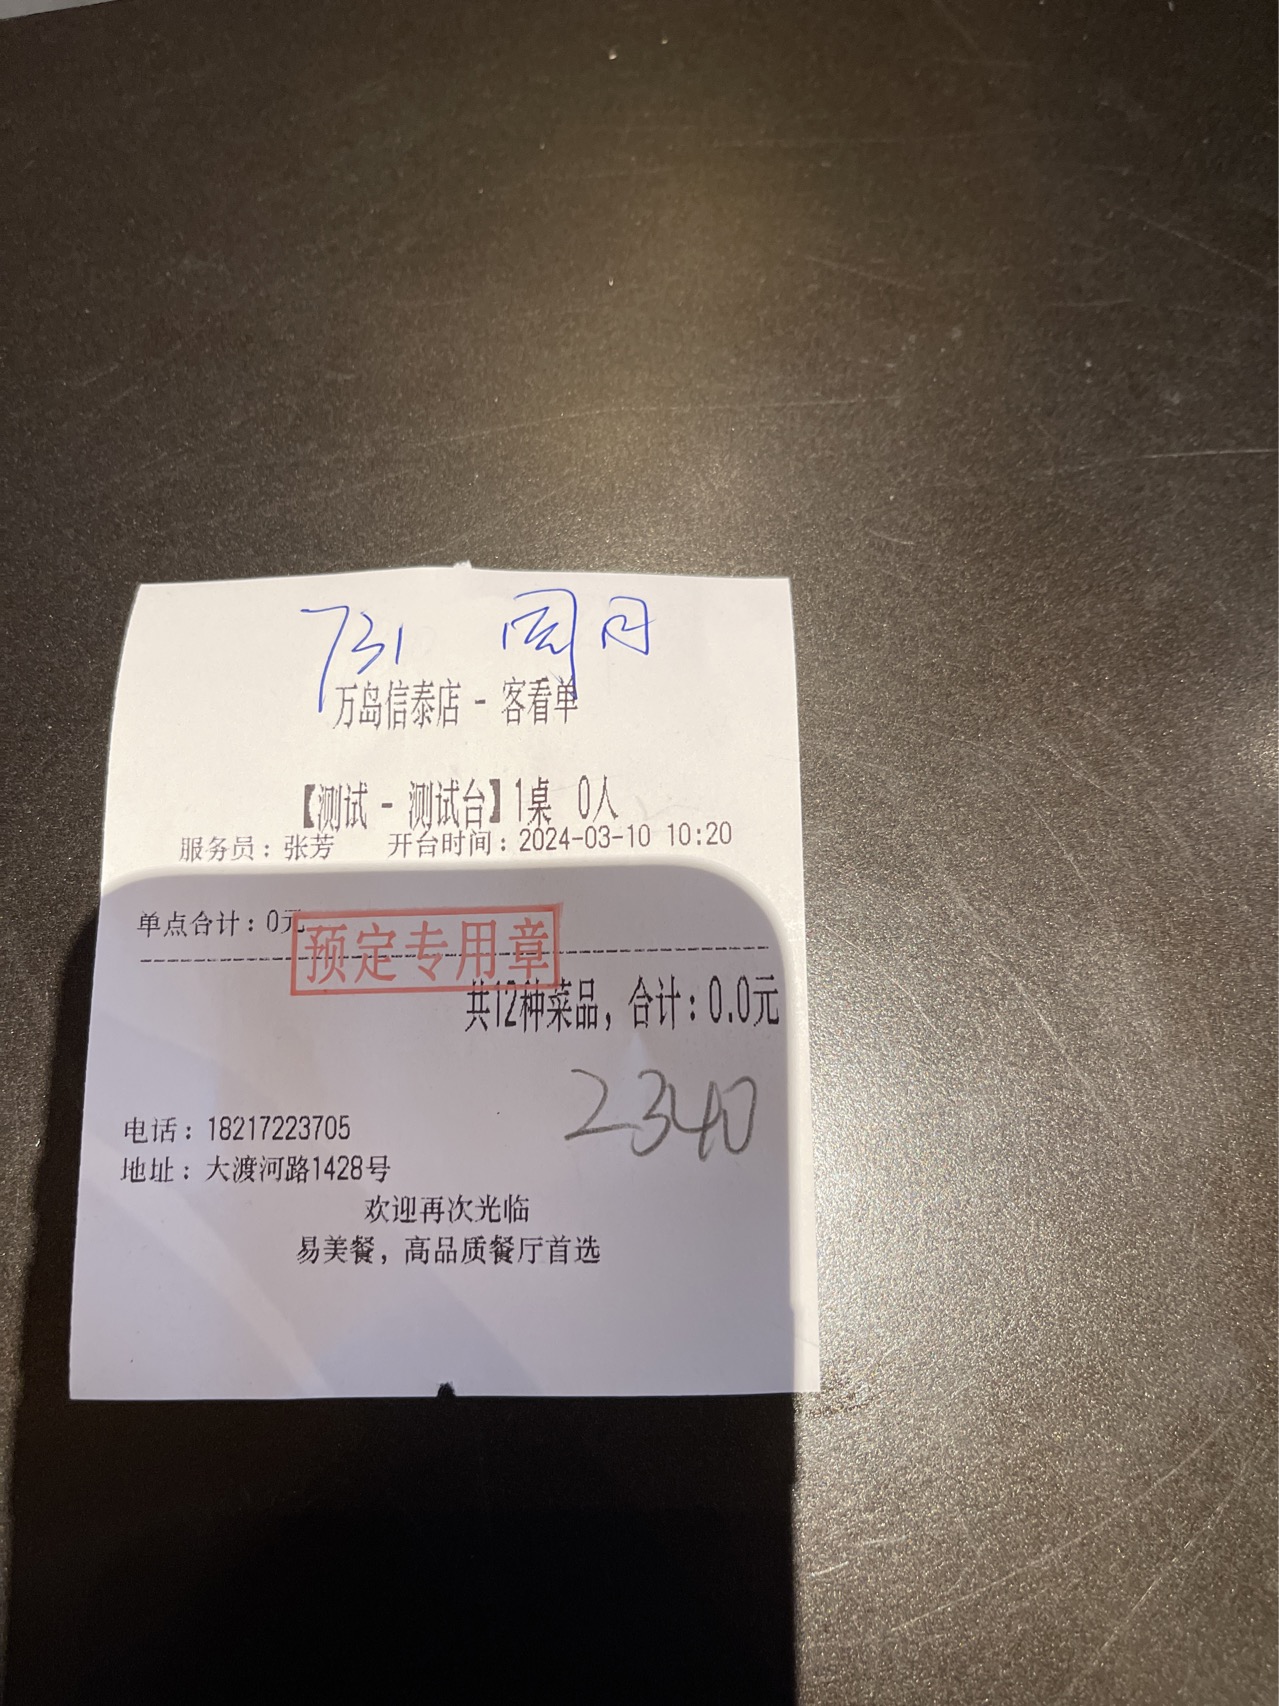 731
万岛信泰店 - 客看单
【测试 - 测试台】1桌 0人
服务员：张芳 开台时间：2024-03-10 10:20
单点合计：0元
预定专用章
共12种菜品，合计：0.0元
2340
电话：18217223705
地址：大渡河路1428号
欢迎再次光临
易美餐，高品质餐厅首选